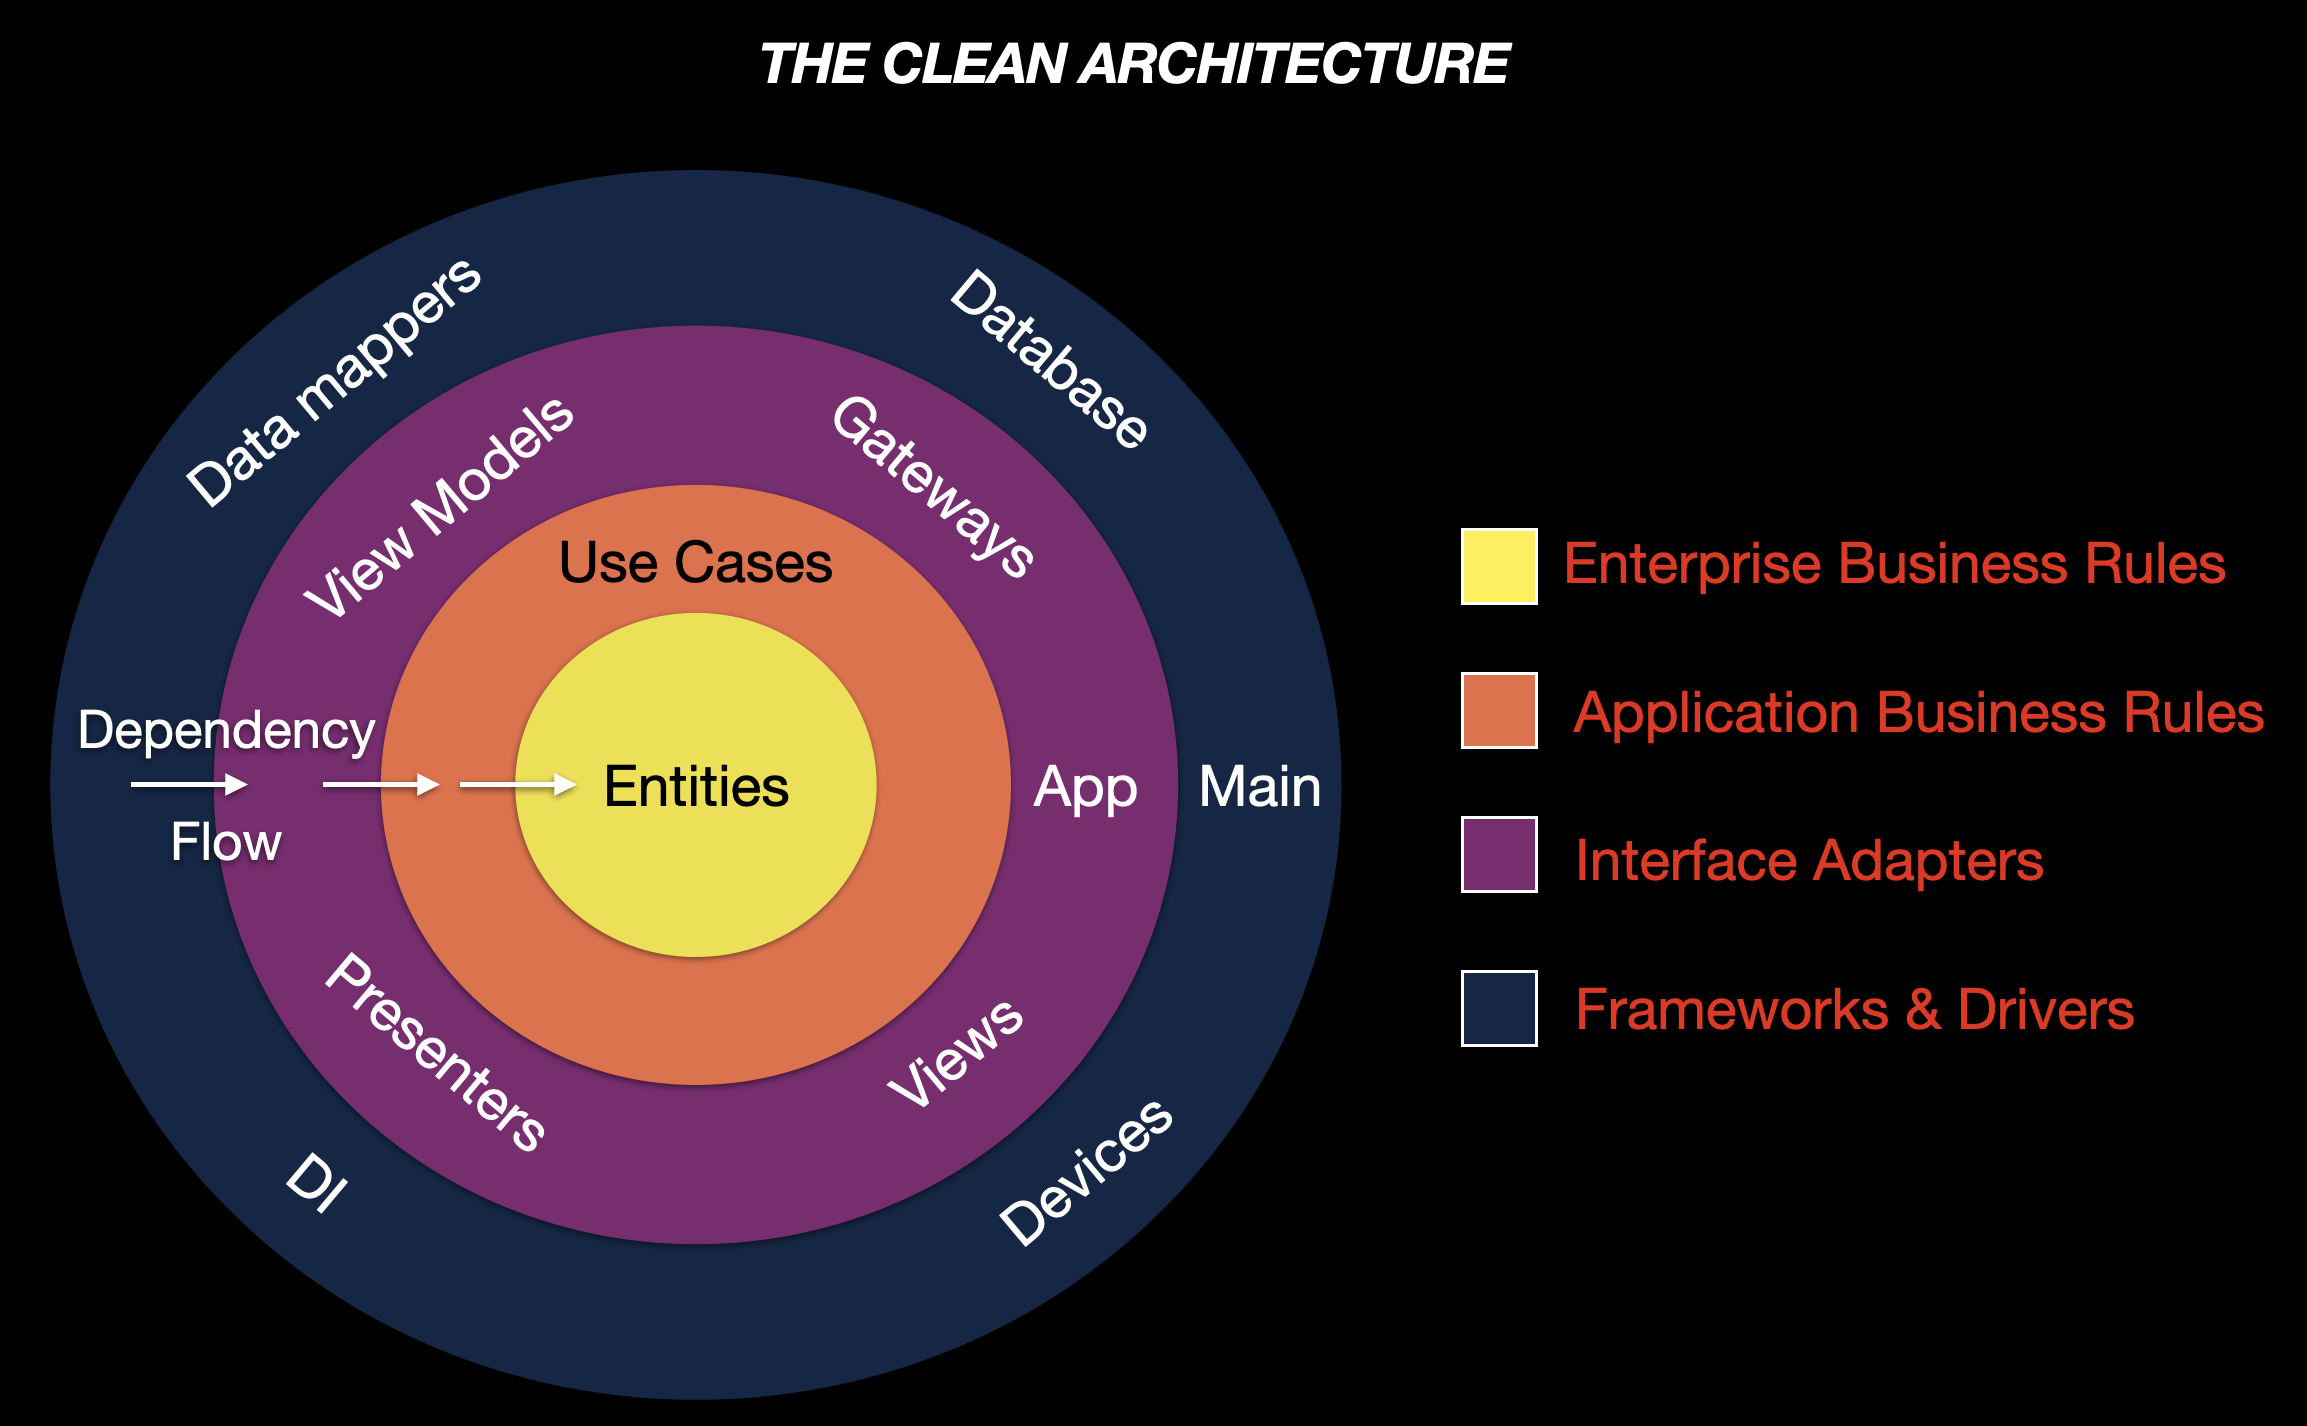 THE CLEAN ARCHITECTURE
Data mappers
Database
View Models
Gateways
Use Cases
Dependency
Flow
Entities
App
Main
Presenters
Views
DI
Devices
Enterprise Business Rules
Application Business Rules
Interface Adapters
Frameworks & Drivers